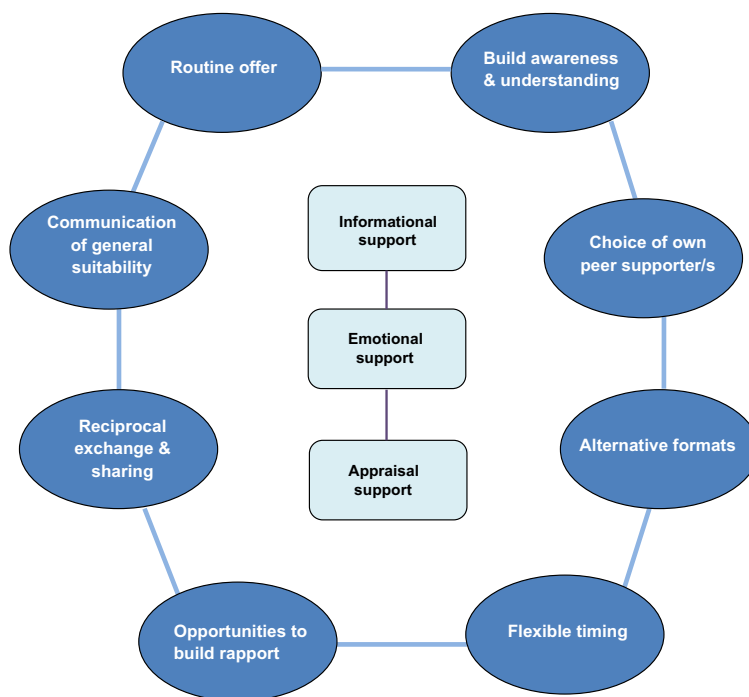 Routine offer
Build awareness
& understanding
Communication
of general
suitability
Informational
support
Choice of own
peer supporter/s
Emotional
support
Reciprocal
exchange &
sharing
Alternative formats
Appraisal
support
Opportunities to
build rapport
Flexible timing